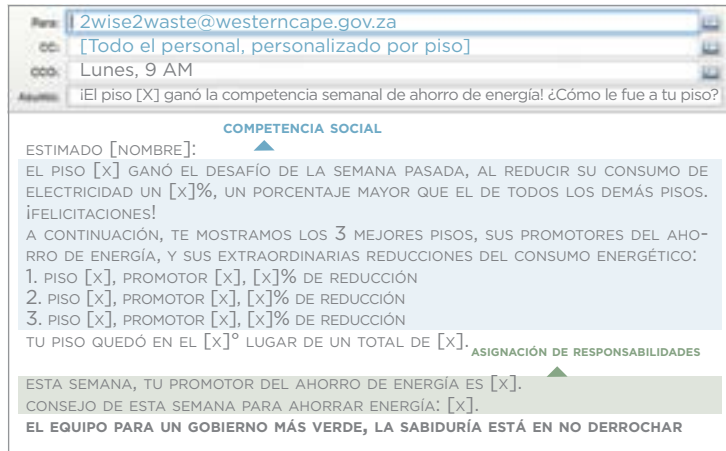 Para: 2wise2waste@westerncape.gov.za
CC: [Todo el personal, personalizado por piso]
CCO: Lunes, 9 AM
Asunto: ¡El piso [X] ganó la competencia semanal de ahorro de energía! ¿Cómo le fue a tu piso?
COMPETENCIA SOCIAL
ESTIMADO [NOMBRE]:
EL PISO [X] GANÓ EL DESAFÍO DE LA SEMANA PASADA, AL REDUCIR SU CONSUMO DE
ELECTRICIDAD UN [X]%, UN PORCENTAJE MAYOR QUE EL DE TODOS LOS DEMÁS PISOS.
¡FELICITACIONES!
A CONTINUACIÓN, TE MOSTRAMOS LOS 3 MEJORES PISOS, SUS PROMOTORES DEL AHO-
RRO DE ENERGÍA, Y SUS EXTRAORDINARIAS REDUCCIONES DEL CONSUMO ENERGÉTICO:
1. PISO [X], PROMOTOR [X], [X]% DE REDUCCIÓN
2. PISO [X], PROMOTOR [X], [X]% DE REDUCCIÓN
3. PISO [X], PROMOTOR [X], [X]% DE REDUCCIÓN
TU PISO QUEDÓ EN EL [X]° LUGAR DE UN TOTAL DE [X].
ASIGNACIÓN DE RESPONSABILIDADES
ESTA SEMANA, TU PROMOTOR DEL AHORRO DE ENERGÍA ES [X].
CONSEJO DE ESTA SEMANA PARA AHORRAR ENERGÍA: [X].
EL EQUIPO PARA UN GOBIERNO MÁS VERDE, LA SABIDURÍA ESTÁ EN NO DERROCHAR